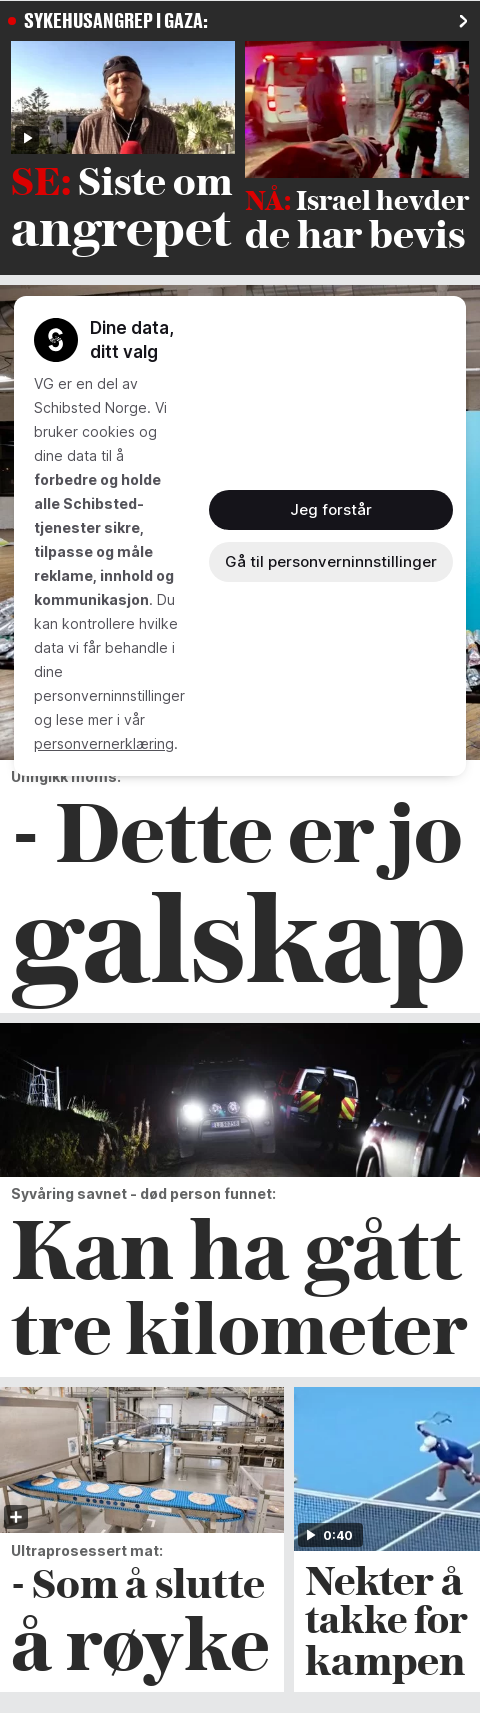 SYKEHUSANGREP I GAZA:
SE: Siste om
angrepet
NÅ: Israel hevder
de har bevis
Dine data,
ditt valg
VG er en del av
Schibsted Norge. Vi
bruker cookies og
dine data til å
forbedre og holde
alle Schibsted-
tjenester sikre,
tilpasse og måle
reklame, innhold og
kommunikasjon. Du
kan kontrollere hvilke
data vi får behandle i
dine
personverninnstillinger
og lese mer i vår
personvernerklæring.
Jeg forstår
Gå til personverninnstillinger
Unngikk moms:
- Dette er jo
galskap
Syvåring savnet - død person funnet:
Kan ha gått
tre kilometer
Ultraprosessert mat:
- Som å slutte
å røyke
0:40
Nekter å
takke for
kampen